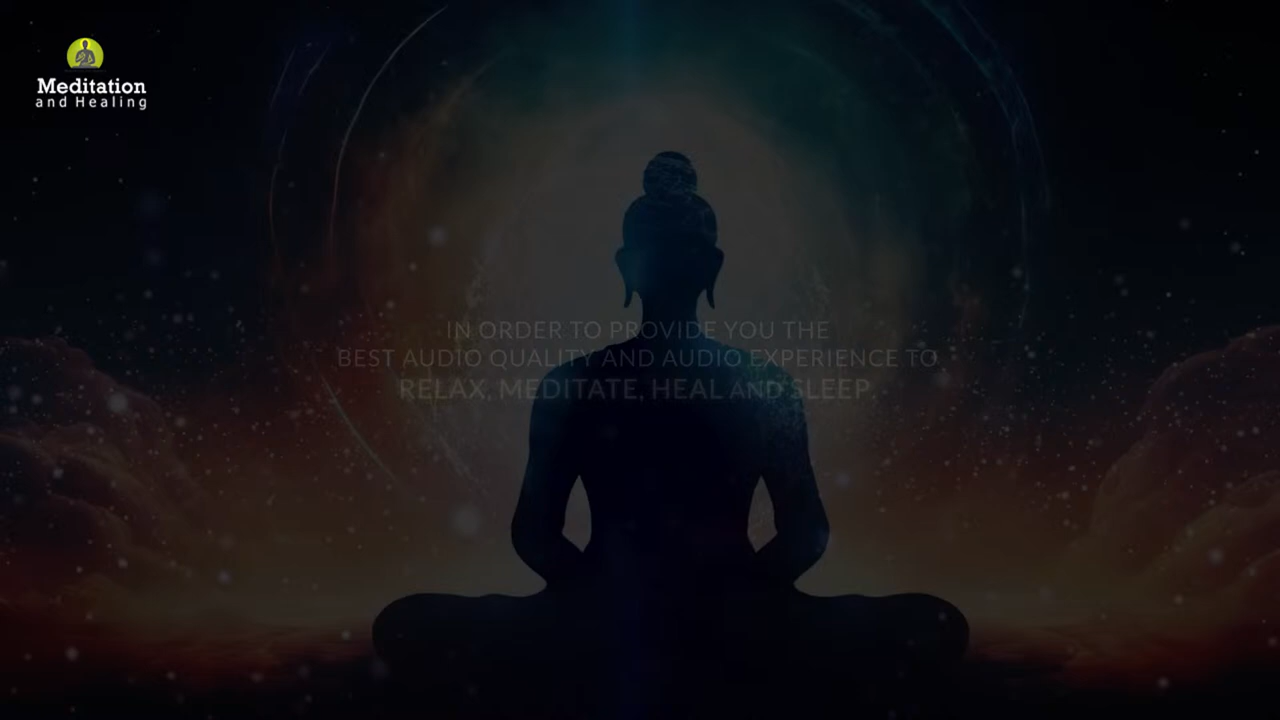 Meditation
and Healing
IN ORDER TO PROVIDE YOU THE
BEST AUDIO QUALITY AND AUDIO EXPERIENCE TO
RELAX, MEDITATE, HEAL AND SLEEP